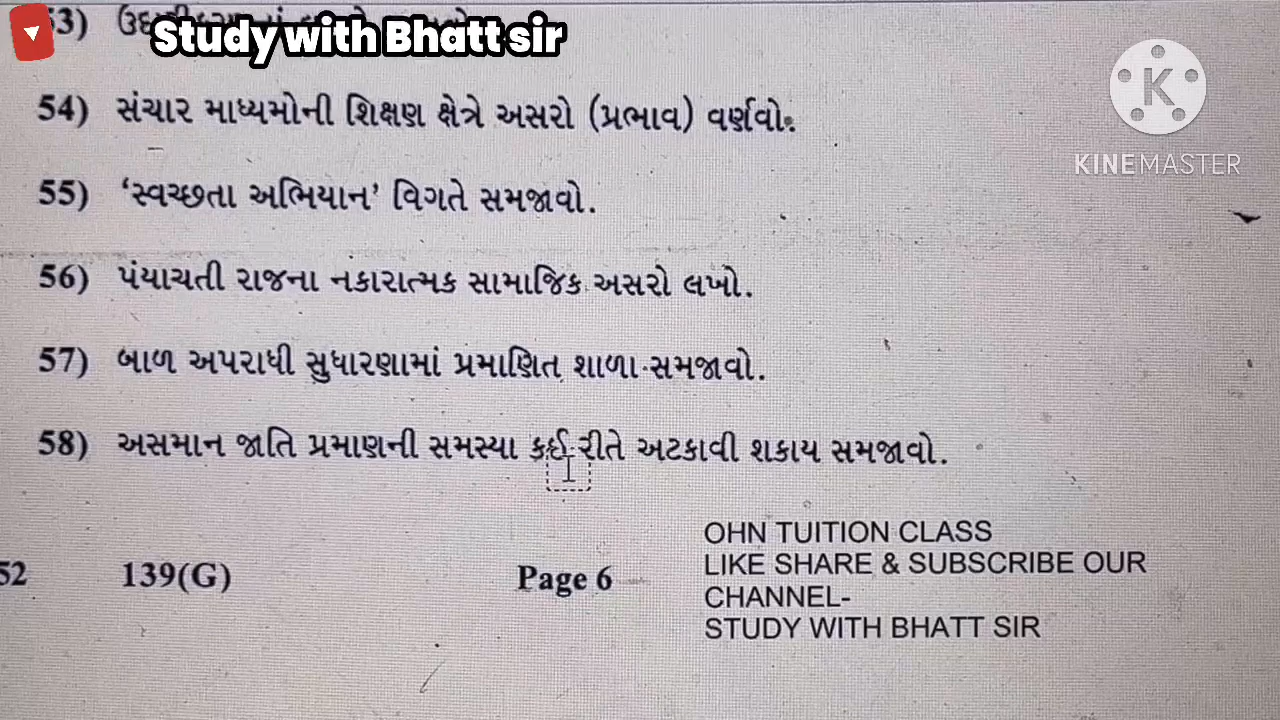 53)
Study with Bhatt sir
54) સંચાર માધ્યમોની શિક્ષણ ક્ષેત્રે અસરો (પ્રભાવ) વર્ણવો.
55) ‘સ્વચ્છતા અભિયાન’ વિગતે સમજાવો.
56) પંચાયતી રાજના નકારાત્મક સામાજિક અસરો લખો.
57) બાળ અપરાધી સુધારણામાં પ્રમાણિત શાળા સમજાવો.
58) અસમાન જાતિ પ્રમાણની સમસ્યા કઈ રીતે અટકાવી શકાય સમજાવો.
52 139(G) Page 6
K
KINEMASTER
OHN TUITION CLASS
LIKE SHARE & SUBSCRIBE OUR
CHANNEL-
STUDY WITH BHATT SIR